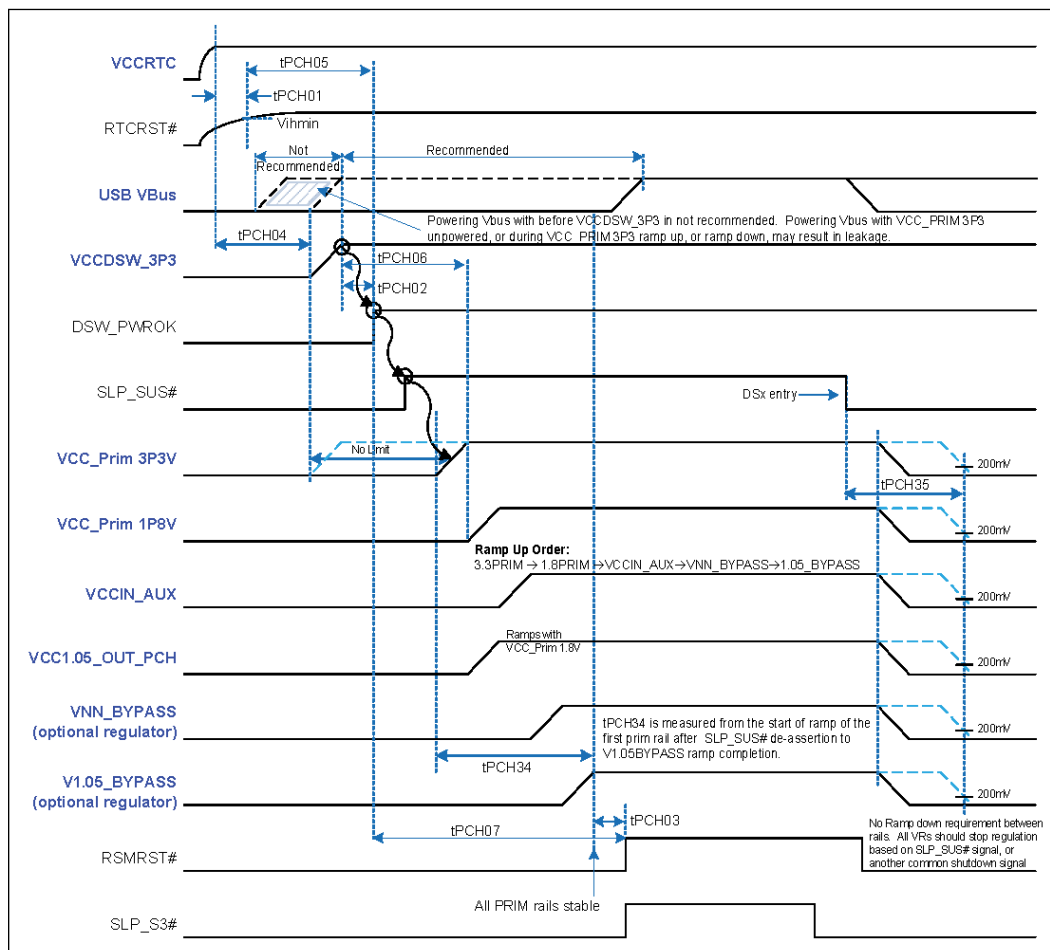 VCCRTC
tPCH05
tPCH01
RTCRST#
Vihmin
Not
Recommended
Recommended
USB VBus
Powering Vbus with before VCCDSW_3P3 in not recommended. Powering Vbus with VCC_PRIM 3P3
unpowered, or during VCC_PRIM 3P3 ramp up, or ramp down, may result in leakage.
tPCH04
VCCDSW_3P3
tPCH06
tPCH02
DSW_PWROK
SLP_SUS#
DSx entry
No Limit
VCC_Prim 3P3V
200mV
tPCH35
VCC_Prim 1P8V
200mV
Ramp Up Order:
3.3PRIM → 1.8PRIM →VCCIN_AUX→VNN_BYPASS→1.05_BYPASS
VCCIN_AUX
200mV
Ramps with
VCC_Prim 1.8V
VCC1.05_OUT_PCH
200mV
VNN_BYPASS
(optional regulator)
200mV
tPCH34 is measured from the start of ramp of the
first prim rail after SLP_SUS# de-assertion to
V1.05BYPASS ramp completion.
tPCH34
V1.05_BYPASS
(optional regulator)
200mV
tPCH03
tPCH07
No Ramp down requirement between
rails. All VRs should stop regulation
based on SLP_SUS# signal, or
another common shutdown signal
RSMRST#
All PRIM rails stable
SLP_S3#